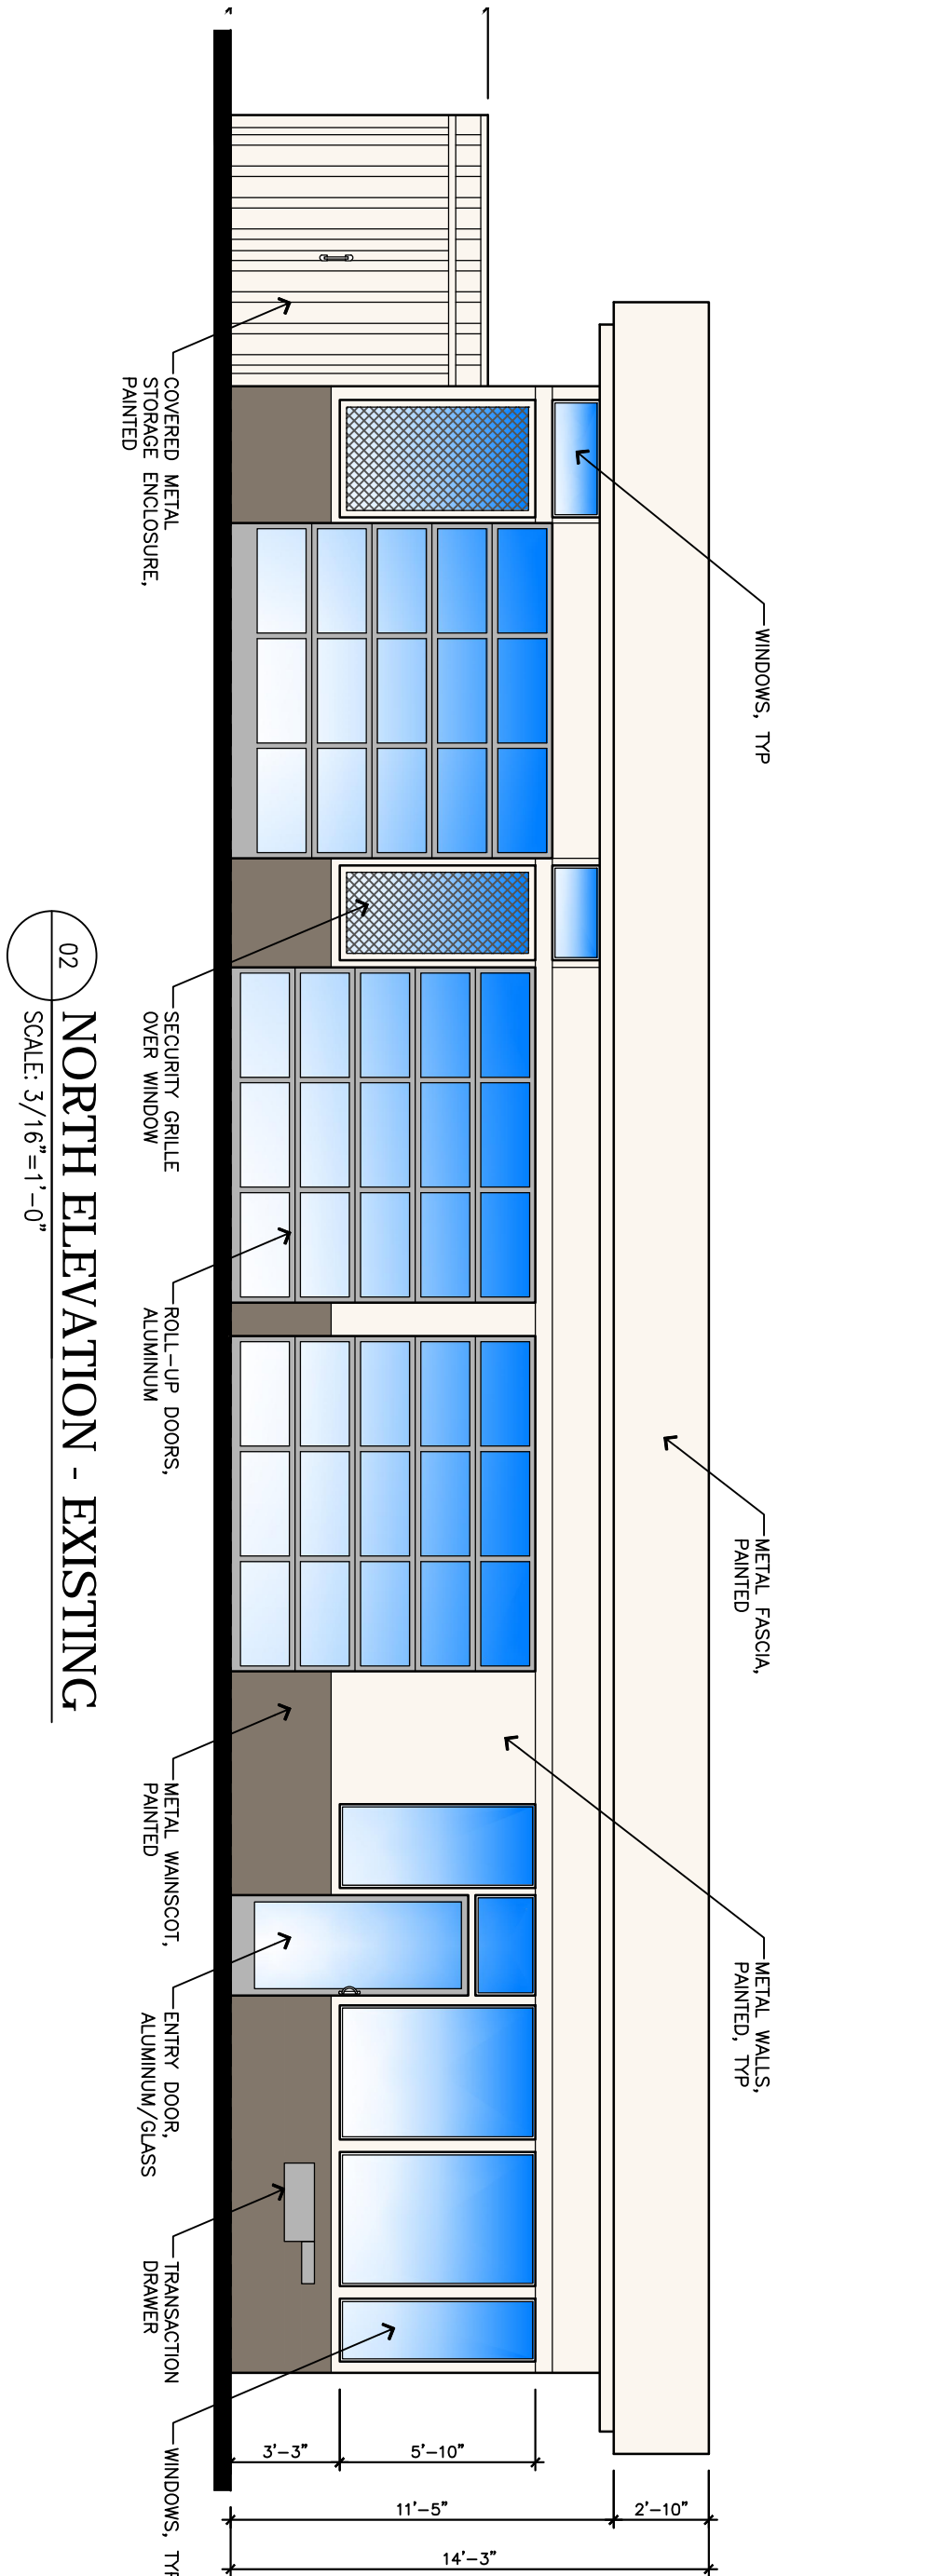 WINDOWS, TYP
METAL FASCIA,
PAINTED
METAL WALLS,
PAINTED, TYP
COVERED METAL
STORAGE ENCLOSURE,
PAINTED
SECURITY GRILLE
OVER WINDOW
ROLL-UP DOORS,
ALUMINUM
METAL WAINSCOT,
PAINTED
ENTRY DOOR,
ALUMINUM/GLASS
TRANSACTION
DRAWER
WINDOWS, TYP
3'-3"
5'-10"
11'-5"
2'-10"
14'-3"
02
NORTH ELEVATION - EXISTING
SCALE: 3/16"=1'-0"